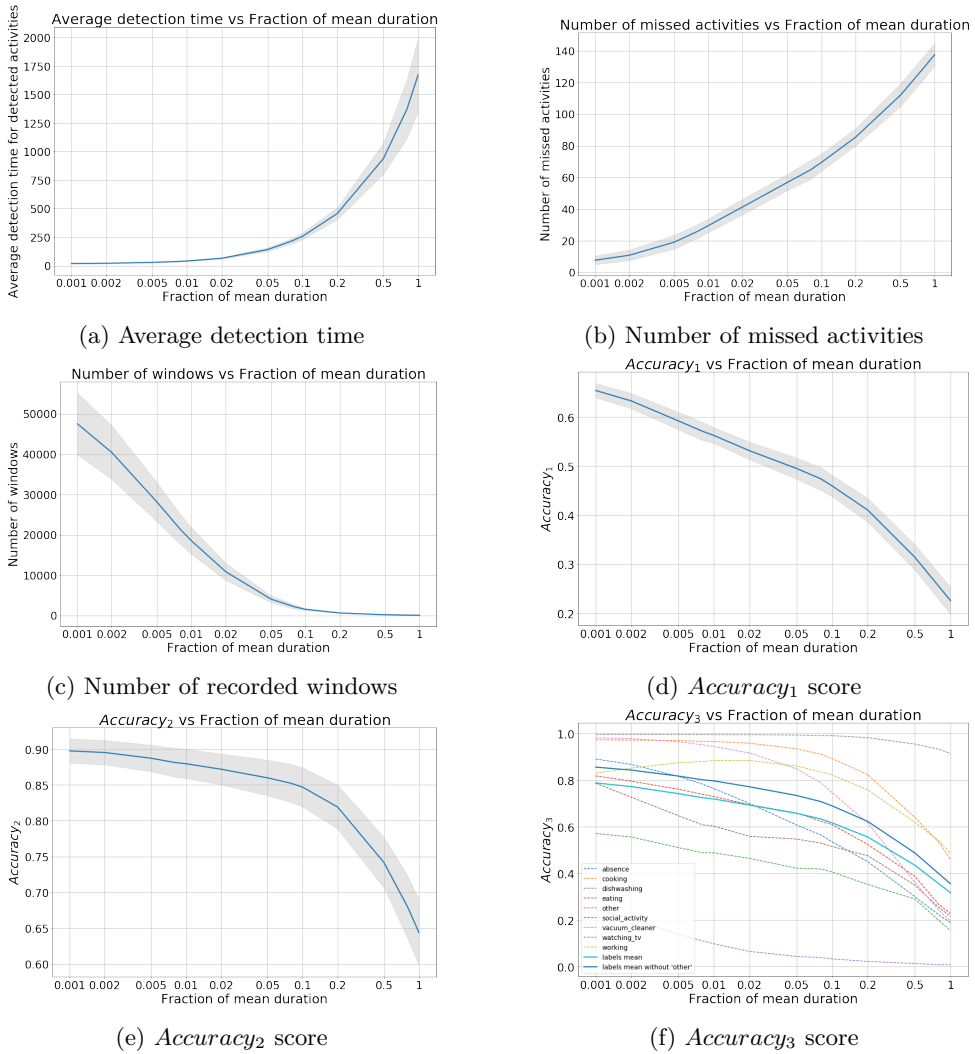 Average detection time vs Fraction of mean duration
Average detection time for detected activities
2000
1750
1500
1250
1000
750
500
250
0
0.001 0.002 0.005 0.01 0.02 0.05 0.1 0.2 0.5 1
Fraction of mean duration
(a) Average detection time
Number of missed activities vs Fraction of mean duration
Number of missed activities
140
120
100
80
60
40
20
0
0.001 0.002 0.005 0.01 0.02 0.05 0.1 0.2 0.5 1
Fraction of mean duration
(b) Number of missed activities
Number of windows vs Fraction of mean duration
Number of windows
50000
40000
30000
20000
10000
0
0.001 0.002 0.005 0.01 0.02 0.05 0.1 0.2 0.5 1
Fraction of mean duration
(c) Number of recorded windows
Accuracy₁ vs Fraction of mean duration
Accuracy₁
0.6
0.5
0.4
0.3
0.2
0.001 0.002 0.005 0.01 0.02 0.05 0.1 0.2 0.5 1
Fraction of mean duration
(d) Accuracy₁ score
Accuracy₂ vs Fraction of mean duration
Accuracy₂
0.90
0.85
0.80
0.75
0.70
0.65
0.60
0.001 0.002 0.005 0.01 0.02 0.05 0.1 0.2 0.5 1
Fraction of mean duration
(e) Accuracy₂ score
Accuracy₃ vs Fraction of mean duration
Accuracy₃
1.0
0.8
0.6
0.4
0.2
0.0
absence
cooking
dishwashing
eating
other
social_activity
vacuum_cleaner
watching_tv
working
labels mean
labels mean without 'other'
0.001 0.002 0.005 0.01 0.02 0.05 0.1 0.2 0.5 1
Fraction of mean duration
(f) Accuracy₃ score